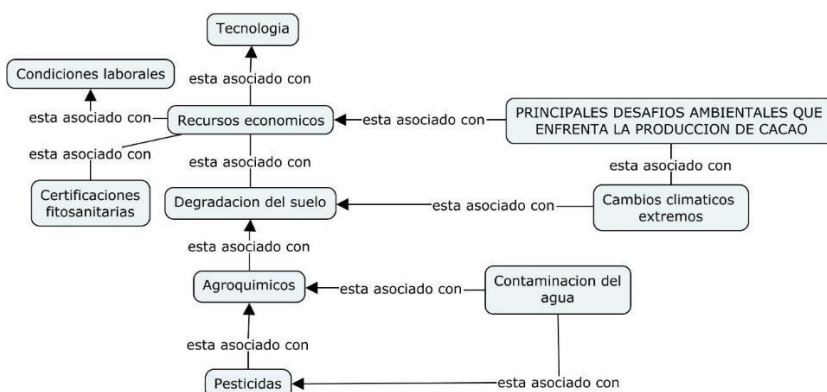 Tecnologia
Condiciones laborales
esta asociado con
esta asociado con
Recursos economicos
esta asociado con
PRINCIPALES DESAFIOS AMBIENTALES QUE
ENFRENTA LA PRODUCCION DE CACAO
esta asociado con
esta asociado con
esta asociado con
Certificaciones
fitosanitarias
Degradacion del suelo
esta asociado con
Cambios climaticos
extremos
esta asociado con
Agroquimicos
esta asociado con
Contaminacion del
agua
esta asociado con
esta asociado con
Pesticidas